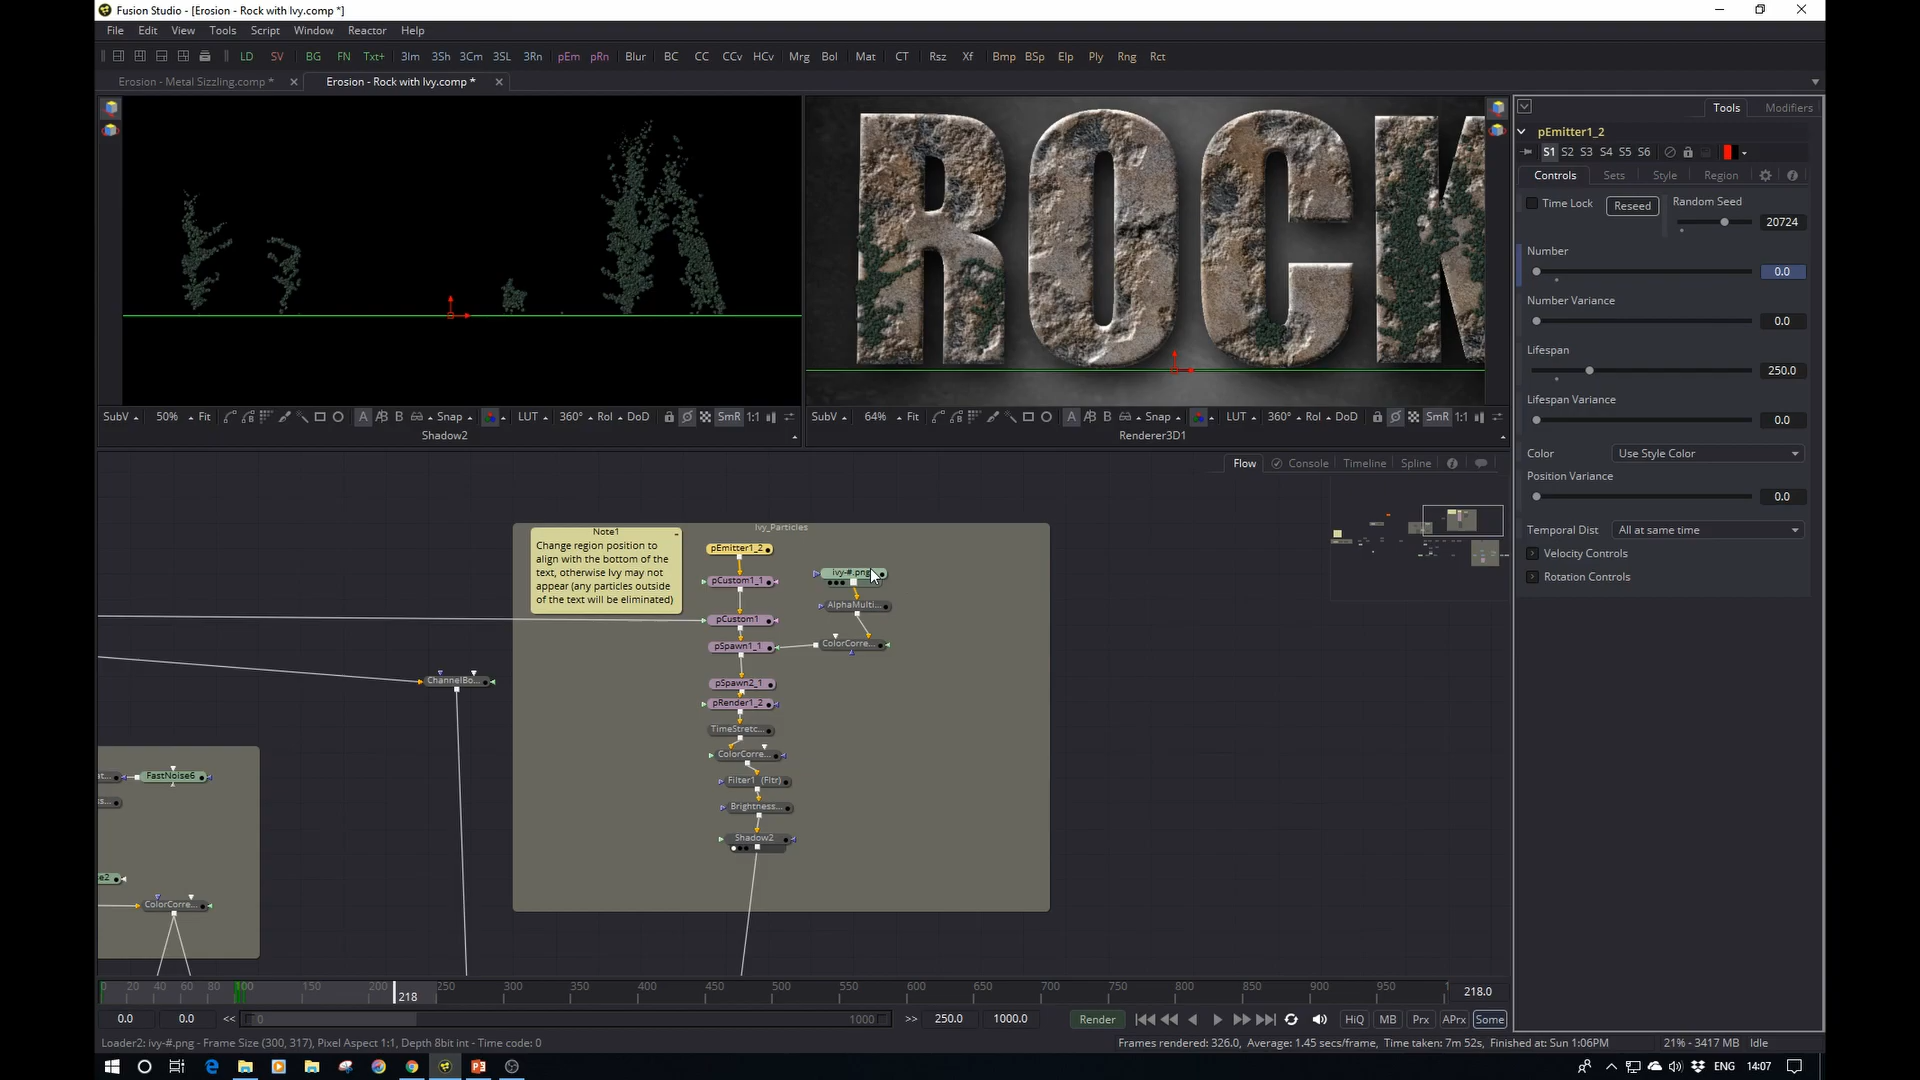 Fusion Studio - [Erosion - Rock with Ivy.comp *]
File Edit View Tools Script Window Reactor Help
LD SV BG FN Txt+ 3Im 3Sh 3Cm 3SL 3Rn pEm pRn Blur BC CC CCv HCv Mrg Bol Mat CT Rsz Xf Bmp BSp Elp Ply Rng Rct
Erosion - Metal Sizzling.comp * Erosion - Rock with Ivy.comp *
Tools Modifiers
pEmitter1_2
S1 S2 S3 S4 S5 S6
Controls Sets Style Region
Time Lock Reseed Random Seed
20724
Number
0.0
Number Variance
0.0
Lifespan
250.0
Lifespan Variance
0.0
Color Use Style Color
Position Variance
0.0
Temporal Dist All at same time
Velocity Controls
Rotation Controls
ROCK
SubV 50% Fit A B Snap LUT 360° RoI DoD SmR 1:1
Shadow2
SubV 64% Fit A B Snap LUT 360° RoI DoD SmR 1:1
Renderer3D1
Flow Console Timeline Spline
Ivy_Particles
Note1
Change region position to
align with the bottom of the
text, otherwise Ivy may not
appear (any particles outside
of the text will be eliminated)
pEmitter1_2
pCustom1_1
pCustom1
pSpawn1_1
pSpawn2_1
pRender1_2
TimeStretc...
ColorCorre...
Filter1 (Fltr)
Brightness...
Shadow2
ivy-#.png
AlphaMulti...
ColorCorre...
ChannelBo...
FastNoise6
ColorCorre...
0 20 40 60 80 100 150 200 218 250 300 350 400 450 500 550 600 650 700 750 800 850 900 950 218.0
0.0 0.0 << 0 1000 >> 250.0 1000.0 Render HiQ MB Prx APrx Some
Loader2: ivy-#.png - Frame Size (300, 317), Pixel Aspect 1:1, Depth 8bit int - Time code: 0
Frames rendered: 326.0, Average: 1.45 secs/frame, Time taken: 7m 52s, Finished at: Sun 1:06PM 21% - 3417 MB Idle
ENG 14:07